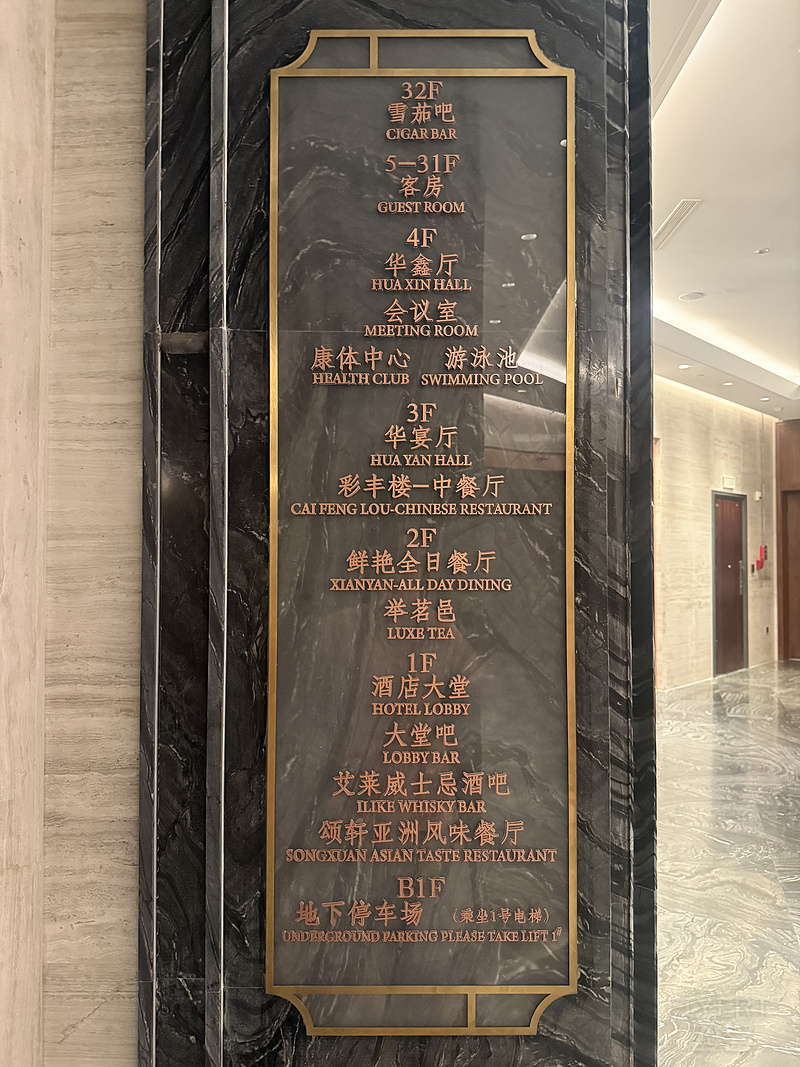 32F
雪茄吧
CIGAR BAR
5-31F
客房
GUEST ROOM
4F
华鑫厅
HUA XIN HALL
会议室
MEETING ROOM
康体中心 游泳池
HEALTH CLUB SWIMMING POOL
3F
华宴厅
HUA YAN HALL
彩丰楼-中餐厅
CAI FENG LOU-CHINESE RESTAURANT
2F
鲜艳全日餐厅
XIANYAN-ALL DAY DINING
举茗邑
LUXE TEA
1F
酒店大堂
HOTEL LOBBY
大堂吧
LOBBY BAR
艾莱威士忌酒吧
ILIKE WHISKY BAR
颂轩亚洲风味餐厅
SONGXUAN ASIAN TASTE RESTAURANT
B1F
地下停车场 (乘坐1号电梯)
UNDERGROUND PARKING PLEASE TAKE LIFT 1#